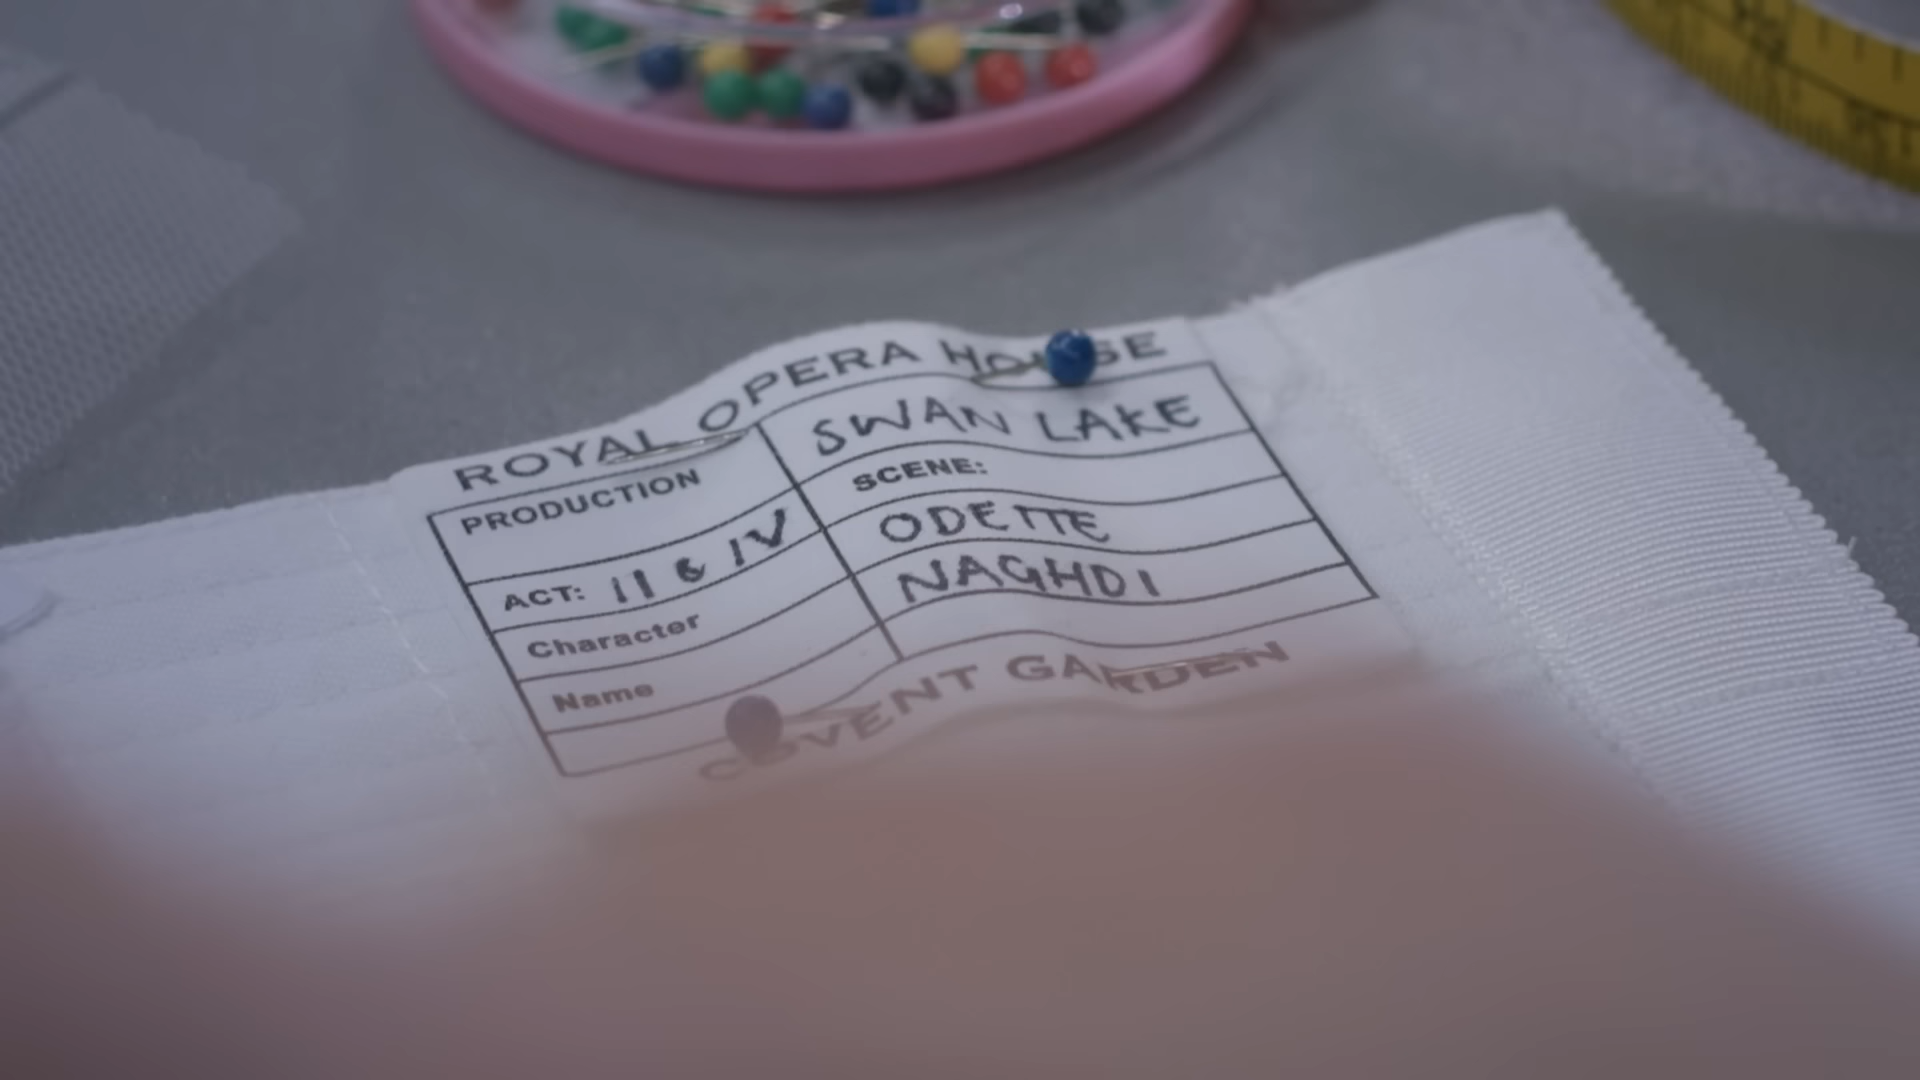 ROYAL OPERA HOUSE
PRODUCTION SWAN LAKE
ACT: II & IV SCENE:
Character ODETTE
Name NAGHDI
COVENT GARDEN